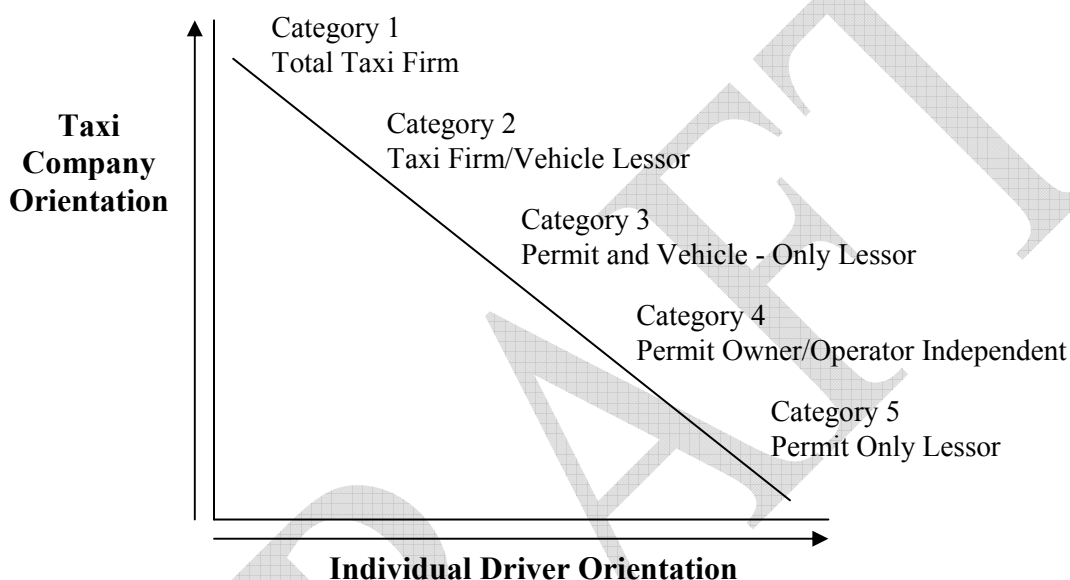 Category 1
Total Taxi Firm
Taxi
Company
Orientation
Category 2
Taxi Firm/Vehicle Lessor
Category 3
Permit and Vehicle - Only Lessor
Category 4
Permit Owner/Operator Independent
Category 5
Permit Only Lessor
Individual Driver Orientation
DRAFT